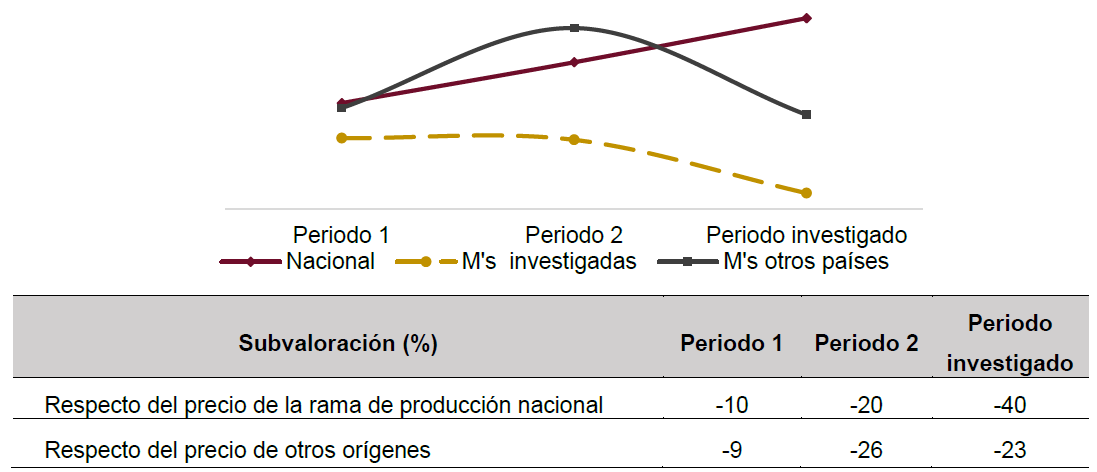 Periodo 1 Periodo 2 Periodo investigado
Nacional M's investigadas M's otros países
Subvaloración (%) Periodo 1 Periodo 2 Periodo investigado
Respecto del precio de la rama de producción nacional -10 -20 -40
Respecto del precio de otros orígenes -9 -26 -23